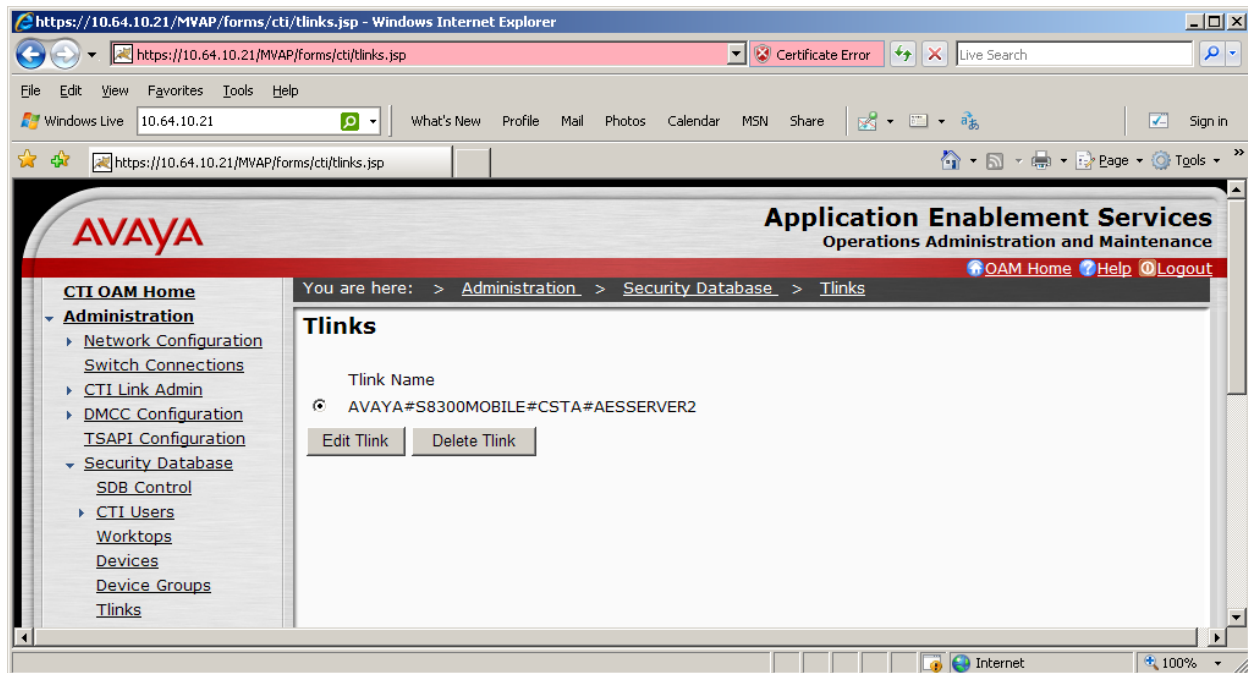 https://10.64.10.21/MVAP/forms/cti/tlinks.jsp - Windows Internet Explorer
https://10.64.10.21/MVAP/forms/cti/tlinks.jsp Certificate Error Live Search
File Edit View Favorites Tools Help
Windows Live 10.64.10.21 What's New Profile Mail Photos Calendar MSN Share Sign in
https://10.64.10.21/MVAP/forms/cti/tlinks.jsp Page Tools »
AVAYA
Application Enablement Services
Operations Administration and Maintenance
OAM Home Help Logout
CTI OAM Home
Administration
Network Configuration
Switch Connections
CTI Link Admin
DMCC Configuration
TSAPI Configuration
Security Database
SDB Control
CTI Users
Worktops
Devices
Device Groups
Tlinks
You are here: > Administration > Security Database > Tlinks
Tlinks
Tlink Name
AVAYA#S8300MOBILE#CSTA#AESSERVER2
Edit Tlink Delete Tlink
Internet 100%